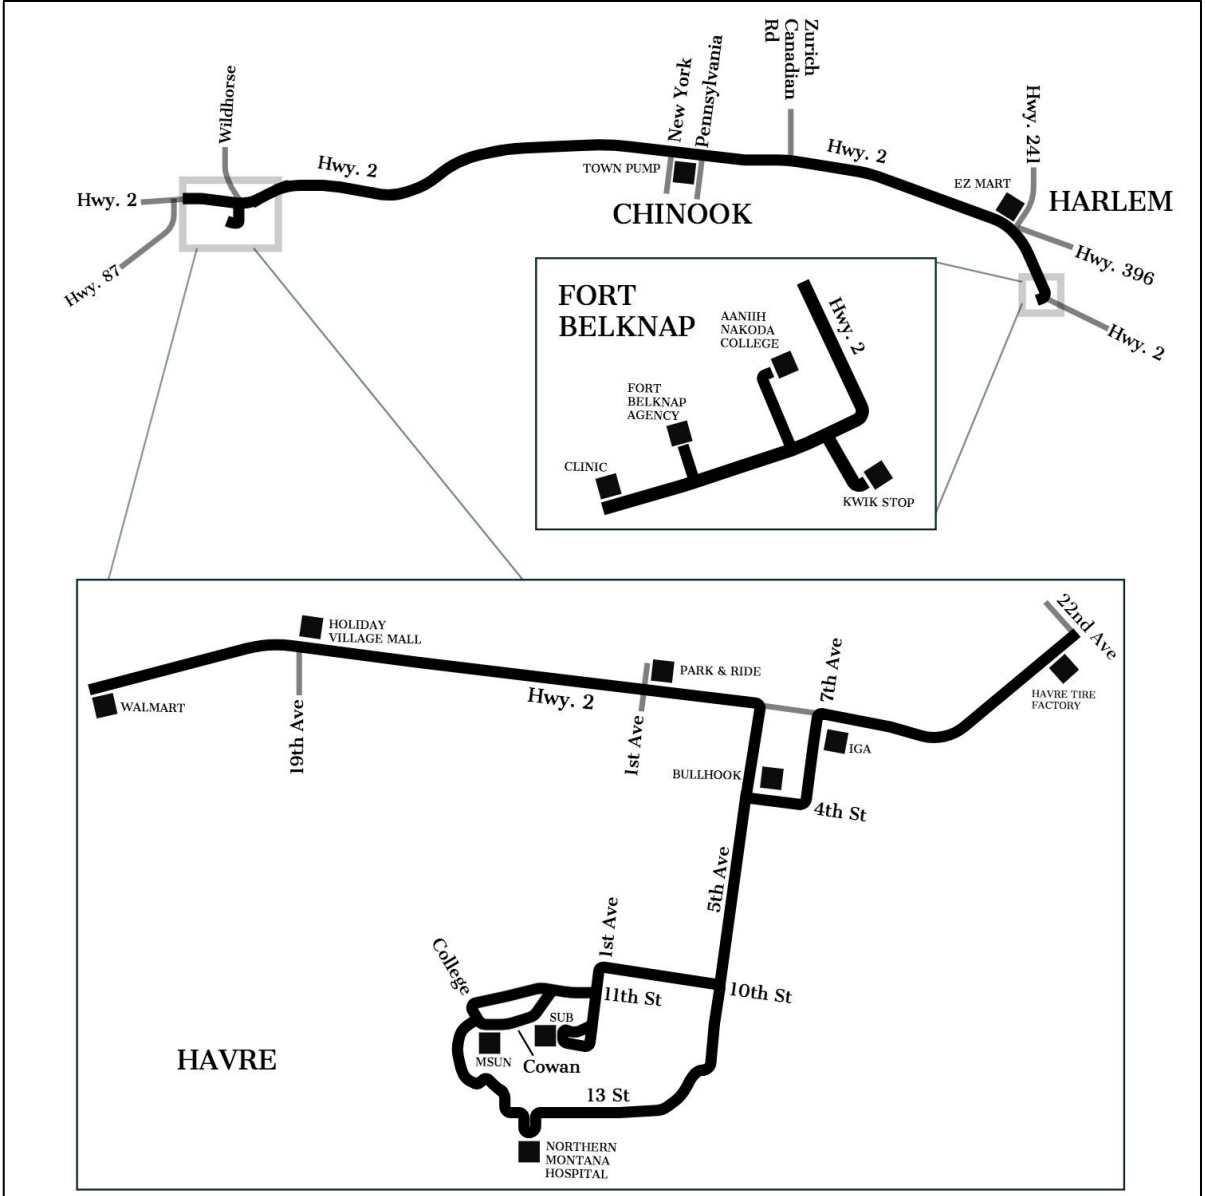 Zurich
Canadian
Rd
New York
Pennsylvania
Wildhorse
Hwy. 241
Hwy. 2
Hwy. 2
TOWN PUMP
EZ MART
Hwy. 2
CHINOOK
HARLEM
Hwy. 87
Hwy. 396
Hwy. 2
FORT
BELKNAP
AANIIH
NAKODA
COLLEGE
Hwy. 2
FORT
BELKNAP
AGENCY
CLINIC
KWIK STOP
22nd Ave
HOLIDAY
VILLAGE MALL
7th Ave
PARK & RIDE
WALMART
Hwy. 2
HAVRE TIRE
FACTORY
19th Ave
1st Ave
IGA
BULLHOOK
4th St
5th Ave
1st Ave
College
11th St
10th St
SUB
MSUN
Cowan
HAVRE
13 St
NORTHERN
MONTANA
HOSPITAL